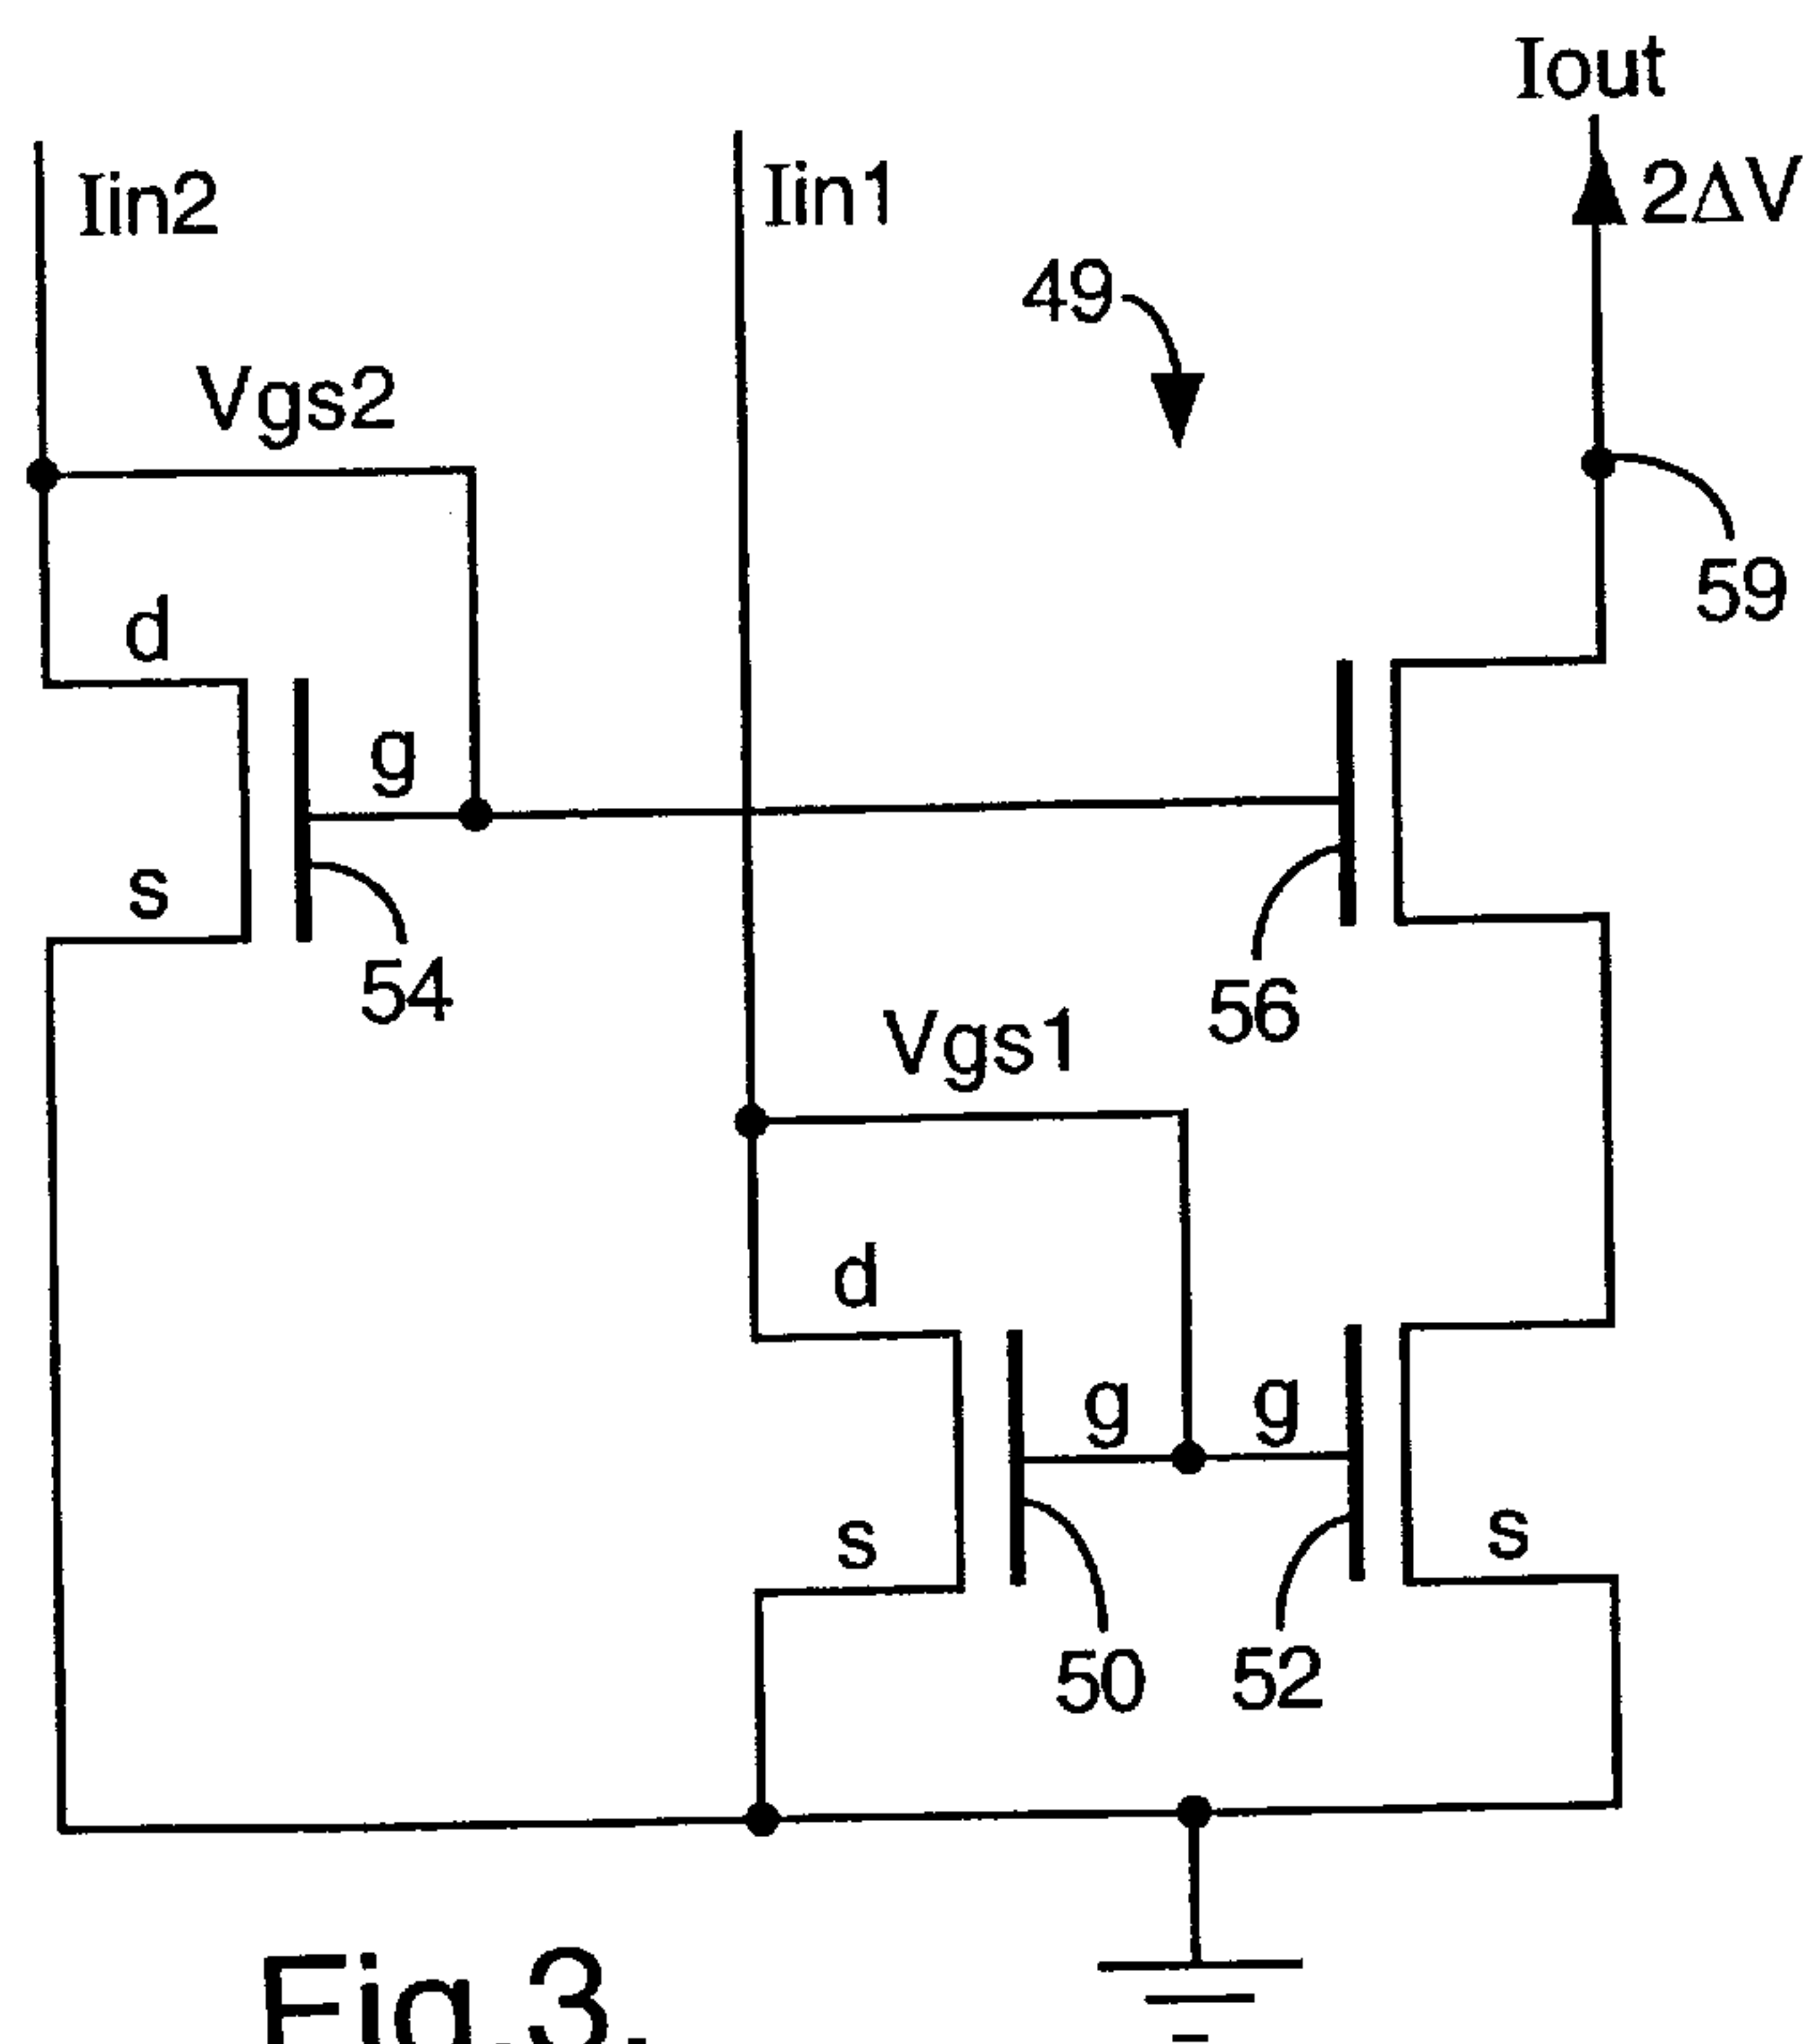 Iout
Iin2
Iin1
2ΔV
49
Vgs2
59
d
g
s
54
56
Vgs1
d
g
g
s
s
50
52
Fig.3.